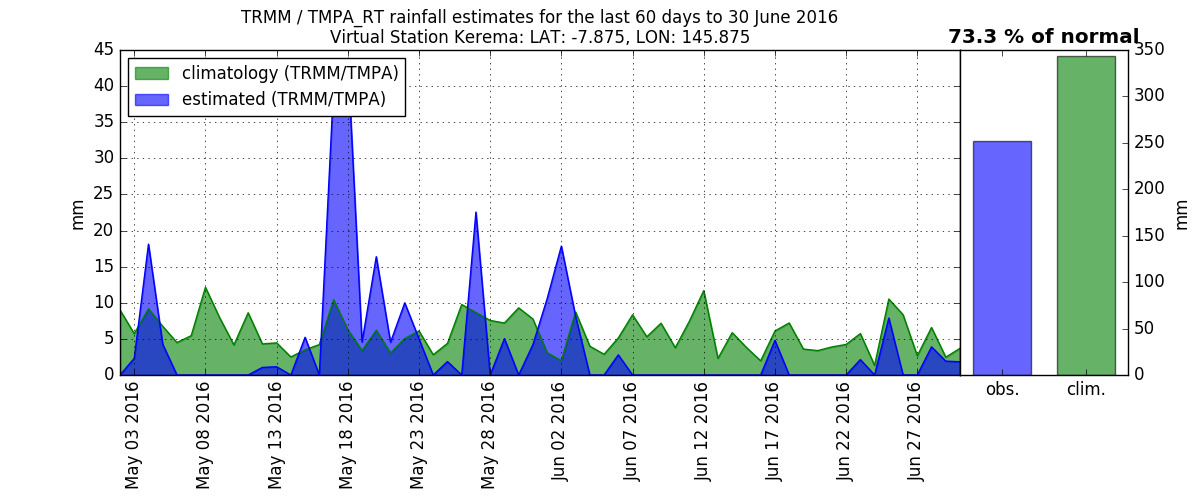 TRMM / TMPA_RT rainfall estimates for the last 60 days to 30 June 2016
Virtual Station Kerema: LAT: -7.875, LON: 145.875
73.3 % of normal
climatology (TRMM/TMPA)
estimated (TRMM/TMPA)
mm
45
40
35
30
25
20
15
10
5
0
May 03 2016
May 08 2016
May 13 2016
May 18 2016
May 23 2016
May 28 2016
Jun 02 2016
Jun 07 2016
Jun 12 2016
Jun 17 2016
Jun 22 2016
Jun 27 2016
obs.
clim.
350
300
250
200
150
100
50
0
mm